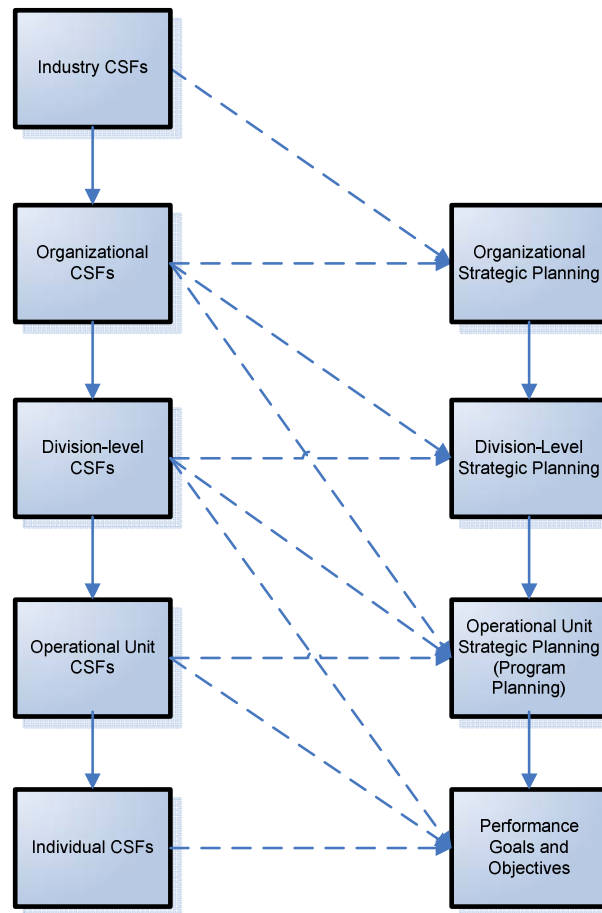 Industry CSFs
Organizational
CSFs
Organizational
Strategic Planning
Division-level
CSFs
Division-Level
Strategic Planning
Operational Unit
CSFs
Operational Unit
Strategic Planning
(Program
Planning)
Individual CSFs
Performance
Goals and
Objectives